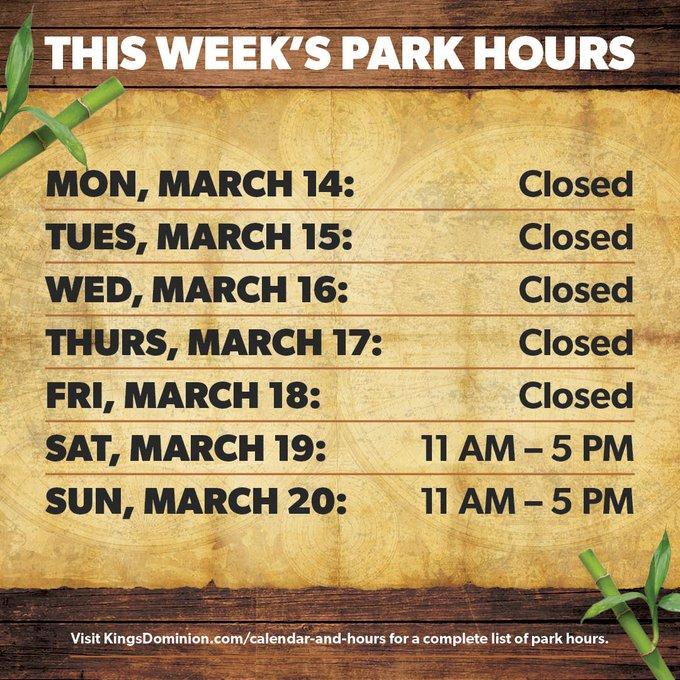 THIS WEEK'S PARK HOURS
MON, MARCH 14: Closed
TUES, MARCH 15: Closed
WED, MARCH 16: Closed
THURS, MARCH 17: Closed
FRI, MARCH 18: Closed
SAT, MARCH 19: 11 AM – 5 PM
SUN, MARCH 20: 11 AM – 5 PM
Visit KingsDominion.com/calendar-and-hours for a complete list of park hours.